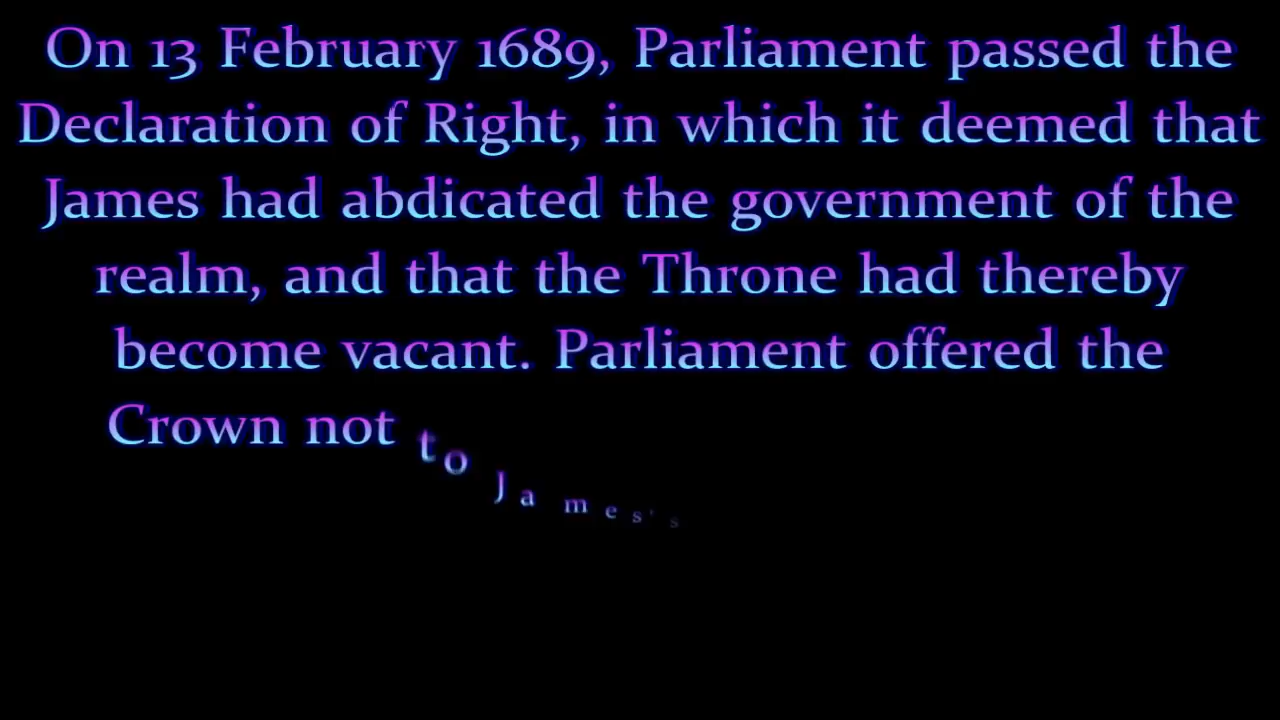 On 13 February 1689, Parliament passed the
Declaration of Right, in which it deemed that
James had abdicated the government of the
realm, and that the Throne had thereby
become vacant. Parliament offered the
Crown not to James's